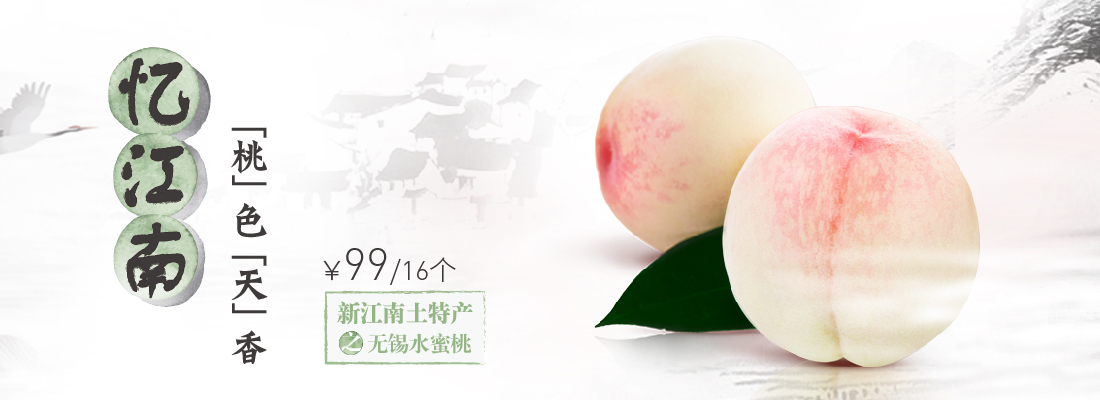 忆江南
「桃」色「天」香
¥99/16个
新江南土特产
之无锡水蜜桃